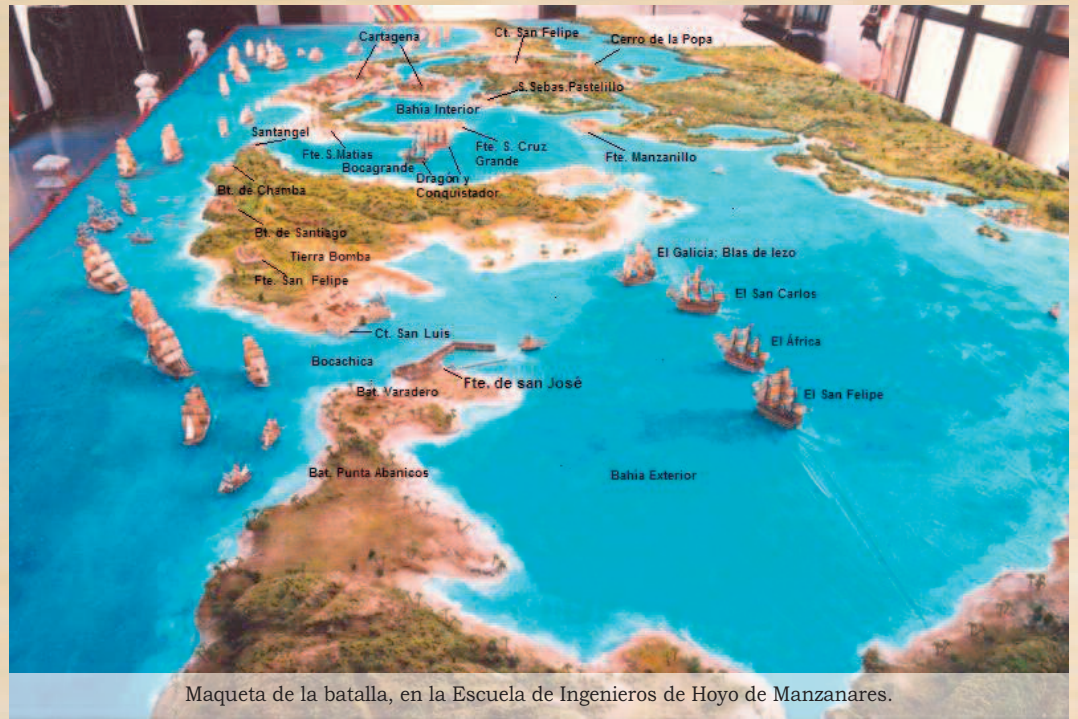 Cartagena
Ct. San Felipe
Cerro de la Popa
S.Sebas.Pastelillo
Bahia Interior
Santangel
Fte.S.Matias
Bocagrande
Fte. S. Cruz
Grande
Fte. Manzanillo
Dragón y
Conquistador
Bt. de Chamba
Bt. de Santiago
Tierra Bomba
Fte. San Felipe
El Galicia; Blas de lezo
El San Carlos
Ct. San Luis
El África
Bocachica
Fte. de san José
Bat. Varadero
El San Felipe
Bat. Punta Abanicos
Bahia Exterior
Maqueta de la batalla, en la Escuela de Ingenieros de Hoyo de Manzanares.